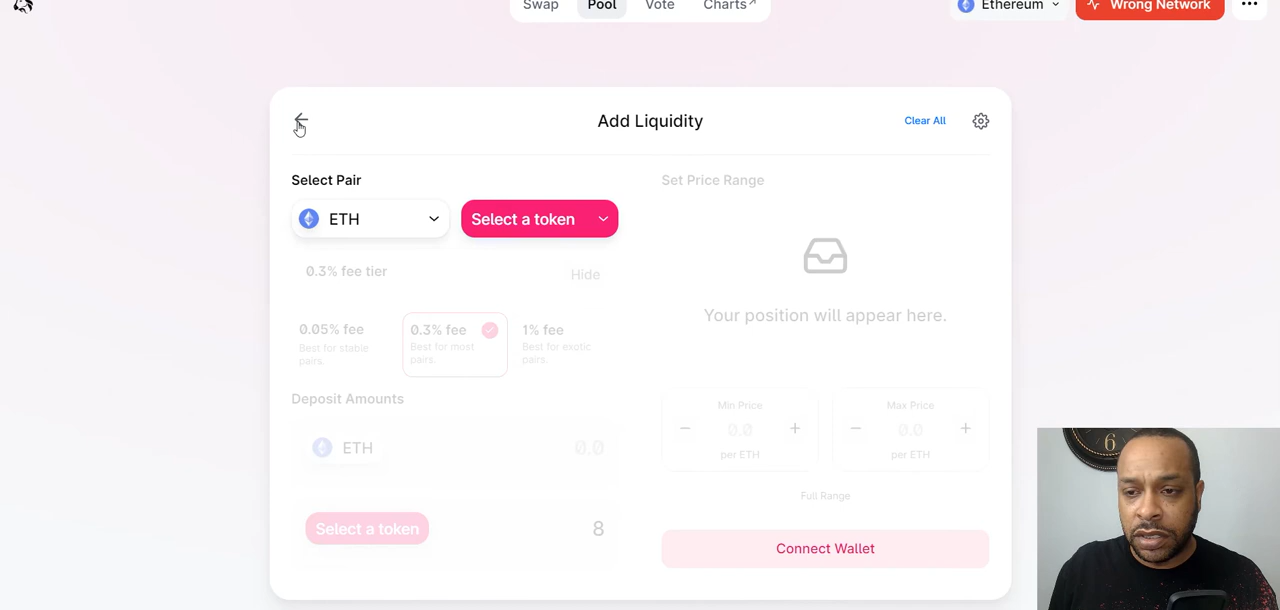 Swap Pool Vote Charts↗ Ethereum Wrong Network
Add Liquidity Clear All
Select Pair Set Price Range
ETH Select a token
0.3% fee tier Hide
Your position will appear here.
0.05% fee 0.3% fee 1% fee
Best for stable Best for most Best for exotic
pairs. pairs. pairs.
Deposit Amounts
Min Price Max Price
0.0 0.0
ETH 0.0
per ETH per ETH
Full Range
Select a token 8
Connect Wallet
6